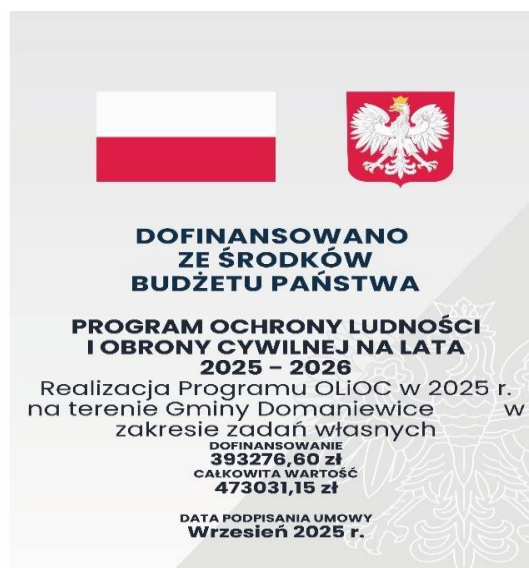 DOFINANSOWANO
ZE ŚRODKÓW
BUDŻETU PAŃSTWA
PROGRAM OCHRONY LUDNOŚCI
I OBRONY CYWILNEJ NA LATA
2025 – 2026
Realizacja Programu OLiOC w 2025 r.
na terenie Gminy Domaniewice w
zakresie zadań własnych
DOFINANSOWANIE
393276,60 zł
CAŁKOWITA WARTOŚĆ
473031,15 zł
DATA PODPISANIA UMOWY
Wrzesień 2025 r.